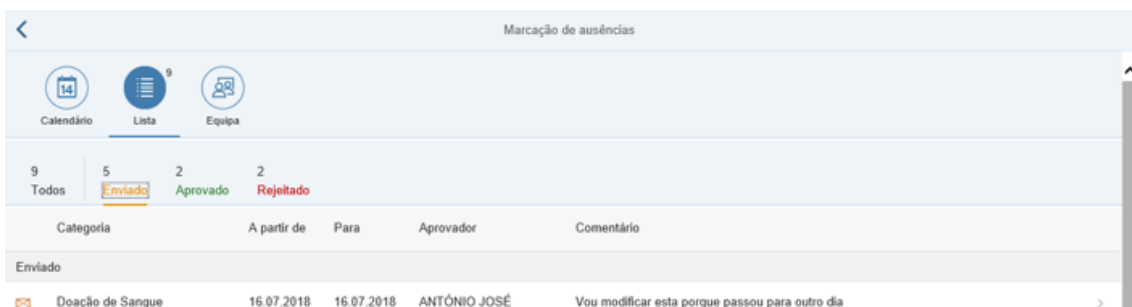 Marcação de ausências
14
9
Calendário Lista Equipa
9 5 2 2
Todos Enviado Aprovado Rejeitado
Categoria A partir de Para Aprovador Comentário
Enviado
Doação de Sangue 16.07.2018 16.07.2018 ANTÓNIO JOSÉ Vou modificar esta porque passou para outro dia